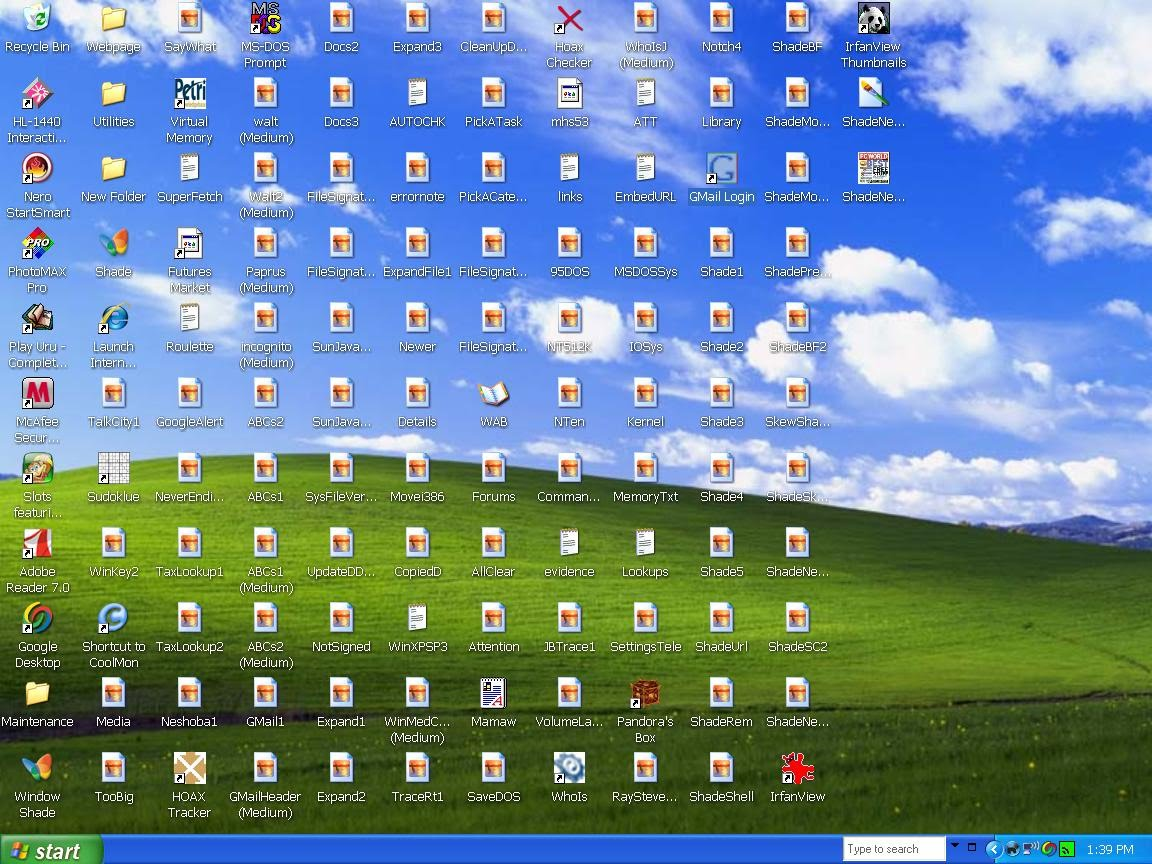 Recycle Bin
Webpage
SayWhat
MS-DOS
Prompt
Docs2
Expand3
CleanUpD...
Hoax
Checker
WhoIsJ
(Medium)
Notch4
ShadeBF
IrfanView
Thumbnails
HL-1440
Interacti...
Utilities
Petri
Virtual
Memory
walt
(Medium)
Docs3
AUTOCHK
PickATask
mhs53
ATT
Library
ShadeMo...
ShadeNe...
Nero
StartSmart
New Folder
SuperFetch
Walt2
(Medium)
FileSignat...
errornote
PickACate...
links
EmbedURL
GMail Login
ShadeMo...
PC WORLD
BEST
FREE
ShadeNe...
PRO
PhotoMAX
Pro
Shade
Futures
Market
Paprus
(Medium)
FileSignat...
ExpandFile1
FileSignat...
95DOS
MSDOSSys
Shade1
ShadePre...
Play Uru -
Complet...
Launch
Intern...
Roulette
incognito
(Medium)
SunJava...
Newer
FileSignat...
NT512K
IOSys
Shade2
ShadeBF2
McAfee
Secur...
TalkCity1
GoogleAlert
ABCs2
SunJava...
Details
WAB
NTen
Kernel
Shade3
SkewSha...
Slots
featuri...
Sudoklue
NeverEndi...
ABCs1
SysFileVer...
Movei386
Forums
Comman...
MemoryTxt
Shade4
ShadeSk...
Adobe
Reader 7.0
WinKey2
TaxLookup1
ABCs1
(Medium)
UpdateDD...
CopiedD
AllClear
evidence
Lookups
Shade5
ShadeNe...
Google
Desktop
Shortcut to
CoolMon
TaxLookup2
ABCs2
(Medium)
NotSigned
WinXPSP3
Attention
JBTrace1
SettingsTele
ShadeUrl
ShadeSC2
Maintenance
Media
Neshoba1
GMail1
Expand1
WinMedC...
(Medium)
Mamaw
VolumeLa...
Pandora's
Box
ShadeRem
ShadeNe...
Window
Shade
TooBig
HOAX
Tracker
GMailHeader
(Medium)
Expand2
TraceRt1
SaveDOS
WhoIs
RaySteve...
ShadeShell
IrfanView
start
Type to search
1:39 PM